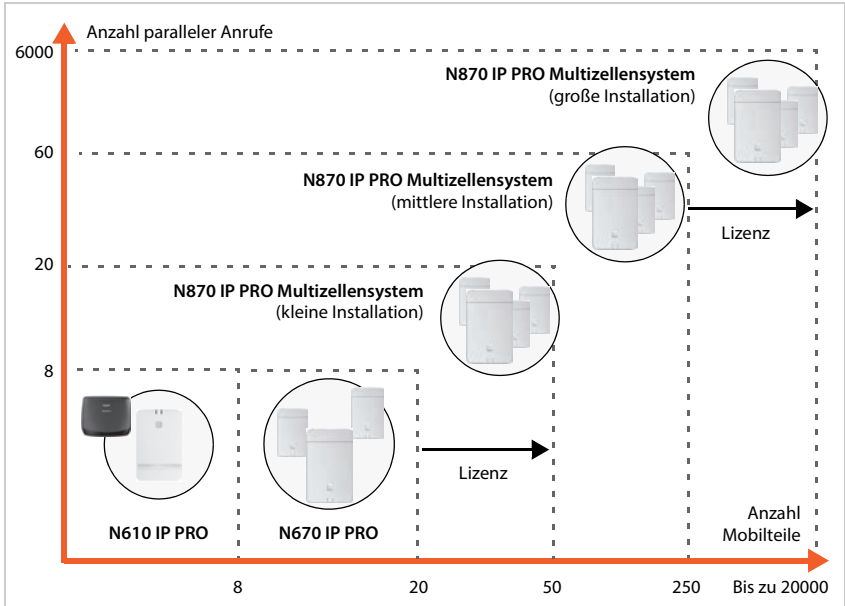 Anzahl paralleler Anrufe
6000
N870 IP PRO Multizellensystem
(große Installation)
60
N870 IP PRO Multizellensystem
(mittlere Installation)
Lizenz
20
N870 IP PRO Multizellensystem
(kleine Installation)
8
Lizenz
N610 IP PRO
N670 IP PRO
Anzahl
Mobilteile
8
20
50
250
Bis zu 20000